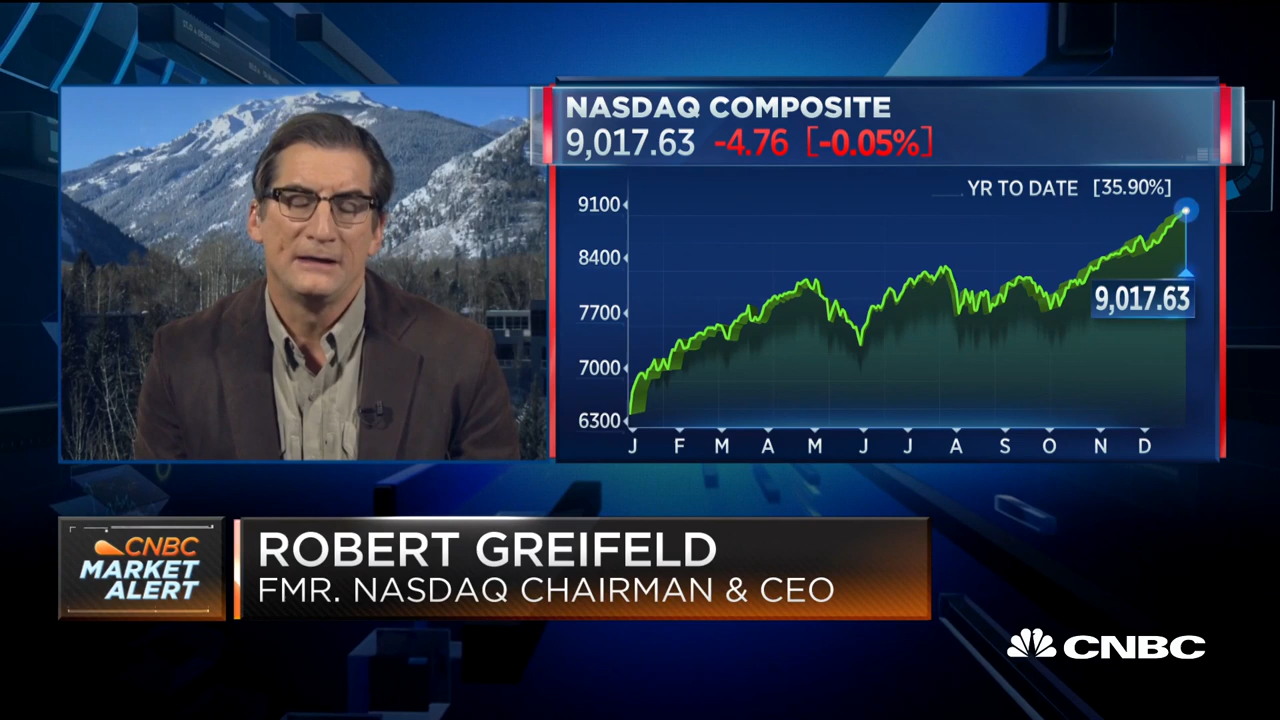 NASDAQ COMPOSITE
9,017.63 -4.76 [-0.05%]
YR TO DATE [35.90%]
9100
8400
7700
7000
6300
9,017.63
J F M A M J J A S O N D
CNBC
MARKET
ALERT
ROBERT GREIFELD
FMR. NASDAQ CHAIRMAN & CEO
CNBC